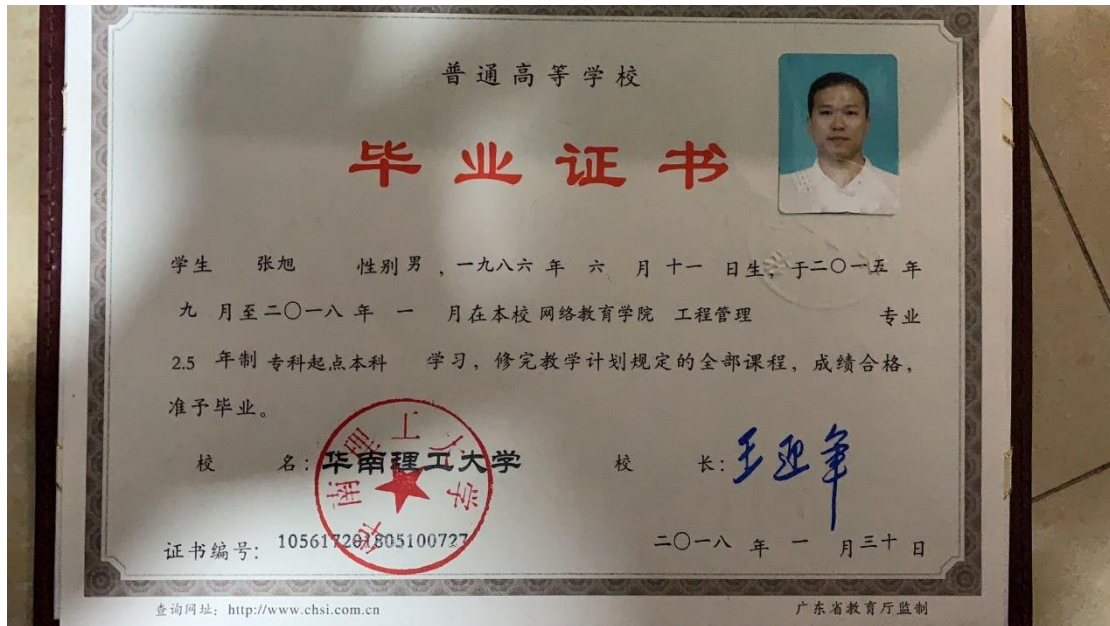 普通高等学校
毕业证书
学生 张旭 性别 男 ,一九八六 年 六 月 十一 日生,于二〇一五 年
九 月至二〇一八 年 一 月在本校 网络教育学院 工程管理 专业
2.5 年制 专科起点本科 学习,修完教学计划规定的全部课程,成绩合格,
准予毕业。
校 名:华南理工大学 校 长:王迎军
华南理工大学
证书编号: 105617201805100727 二〇一八 年 一 月三十 日
查询网址:http://www.chsi.com.cn 广东省教育厅监制